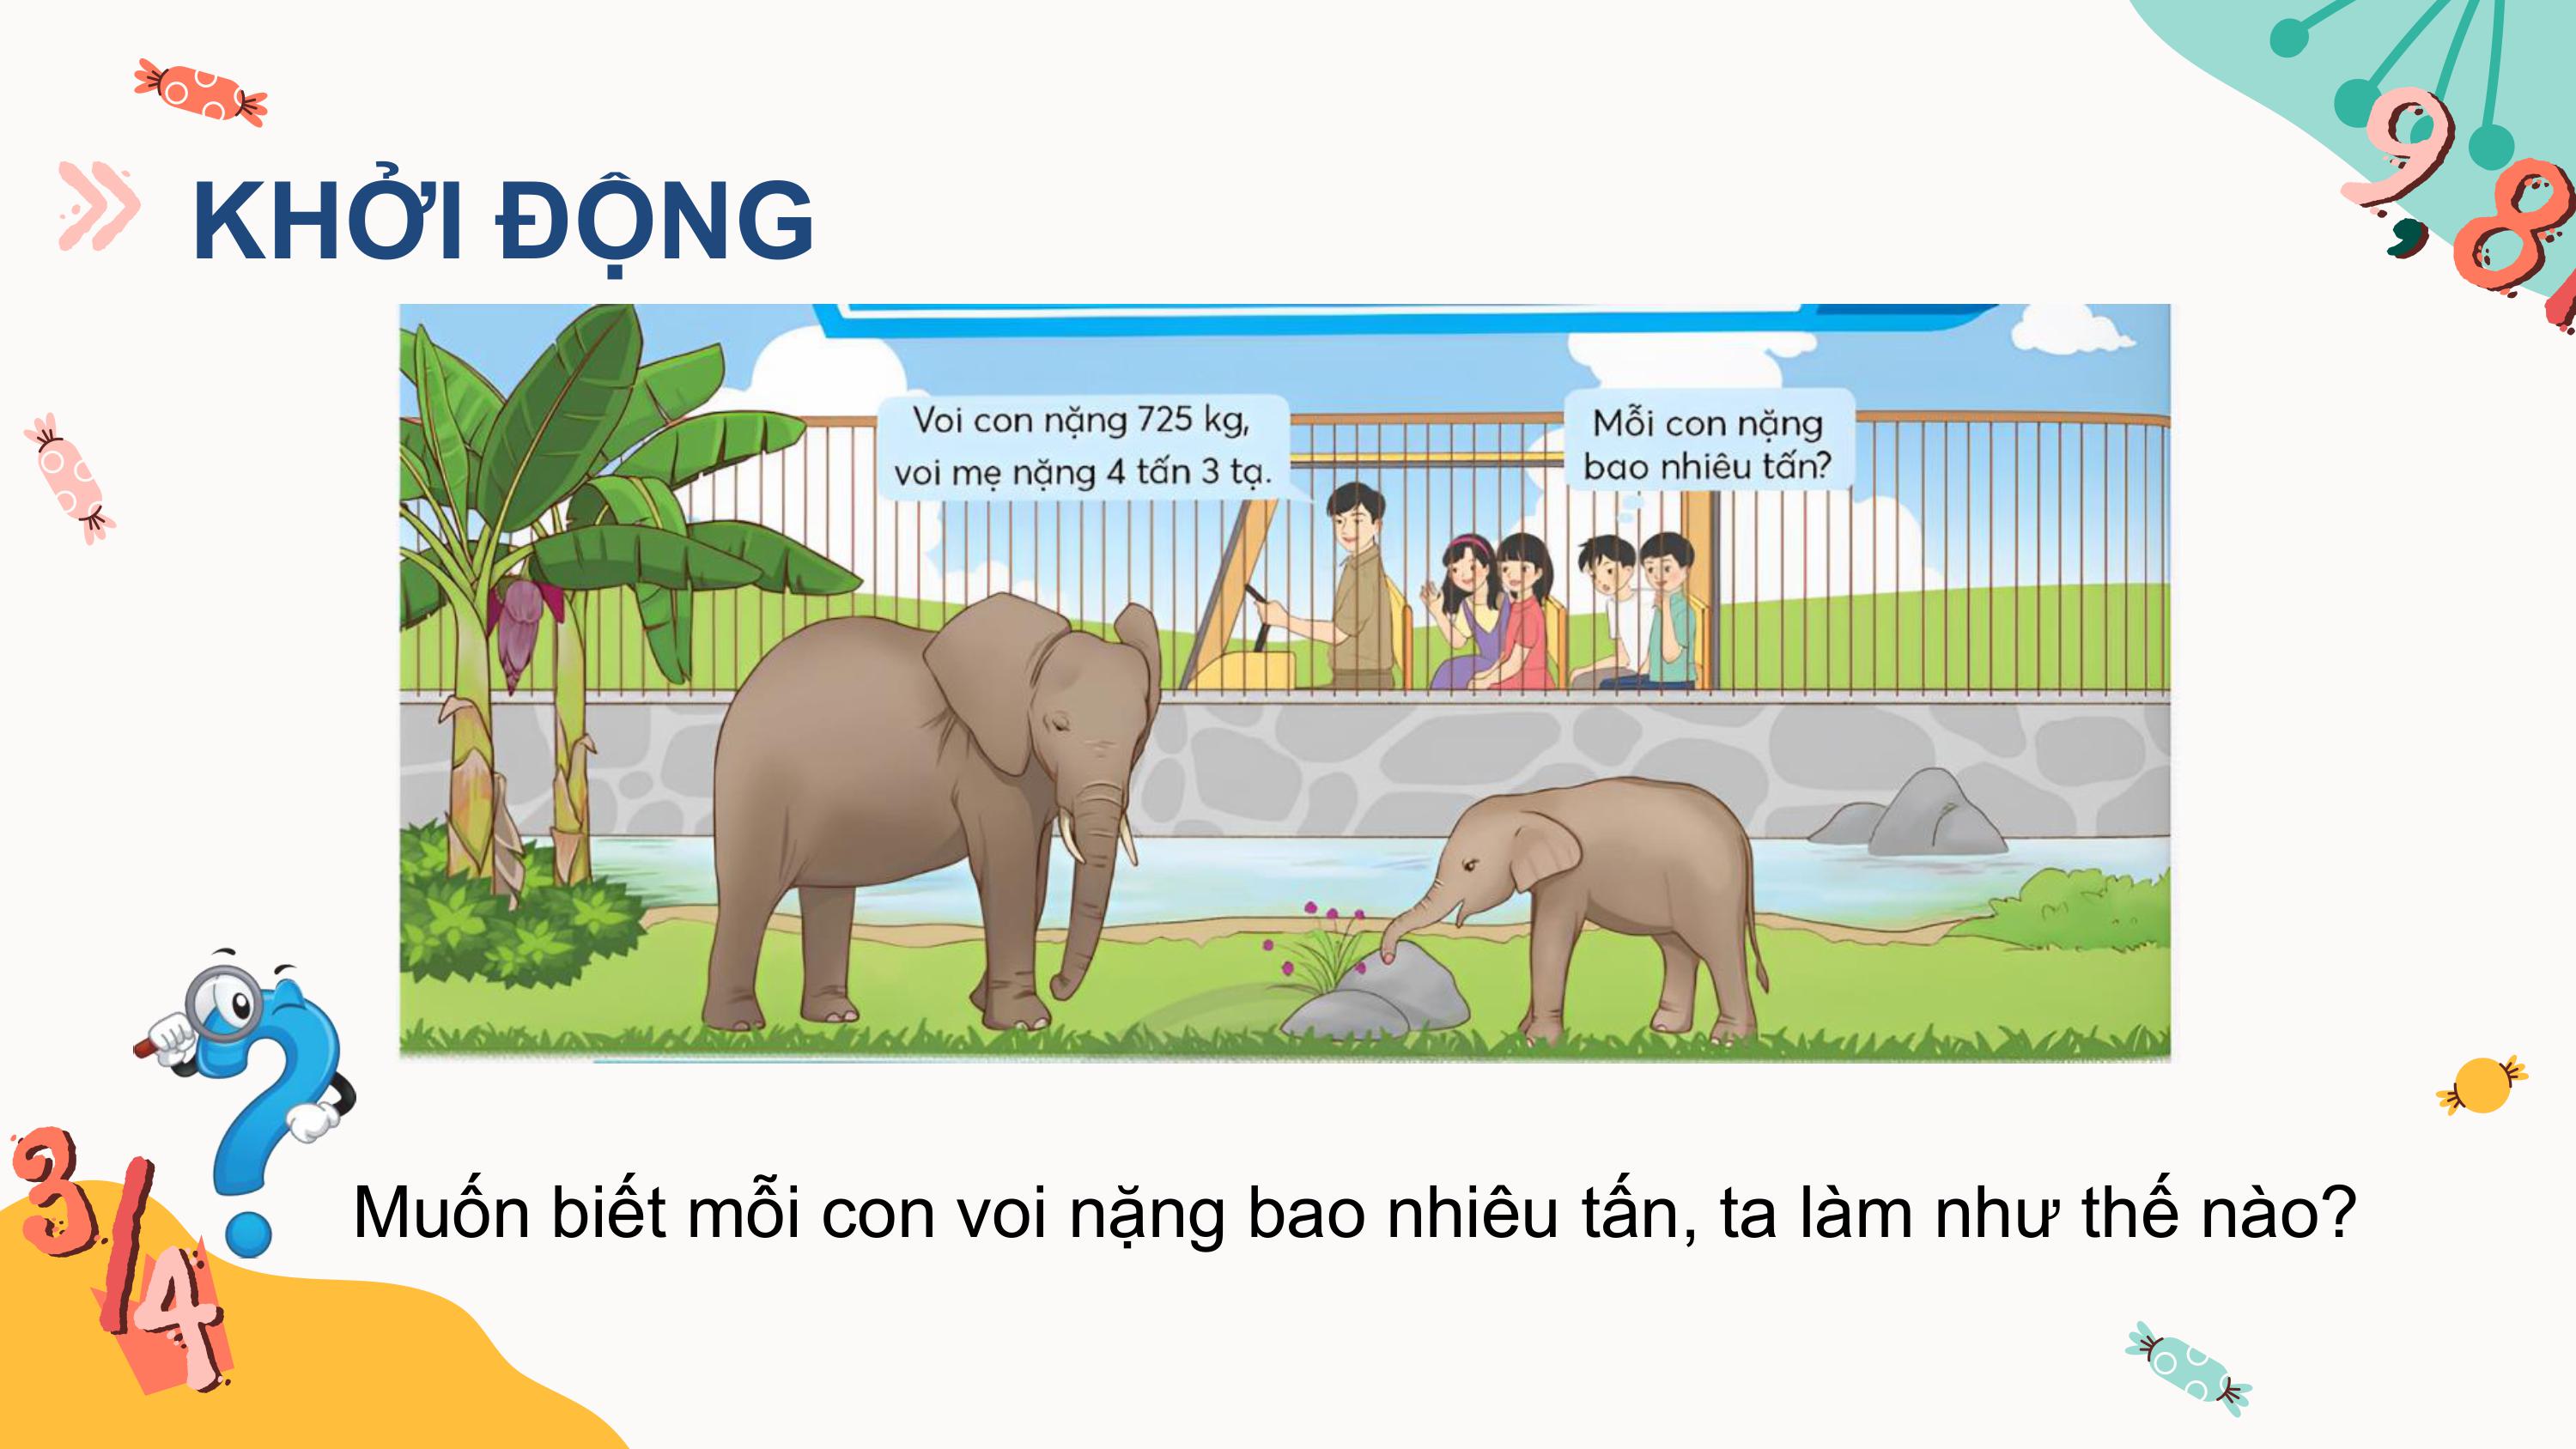 KHỞI ĐỘNG
Voi con nặng 725 kg,
voi mẹ nặng 4 tấn 3 tạ.
Mỗi con nặng
bao nhiêu tấn?
Muốn biết mỗi con voi nặng bao nhiêu tấn, ta làm như thế nào?
9,8
3/4